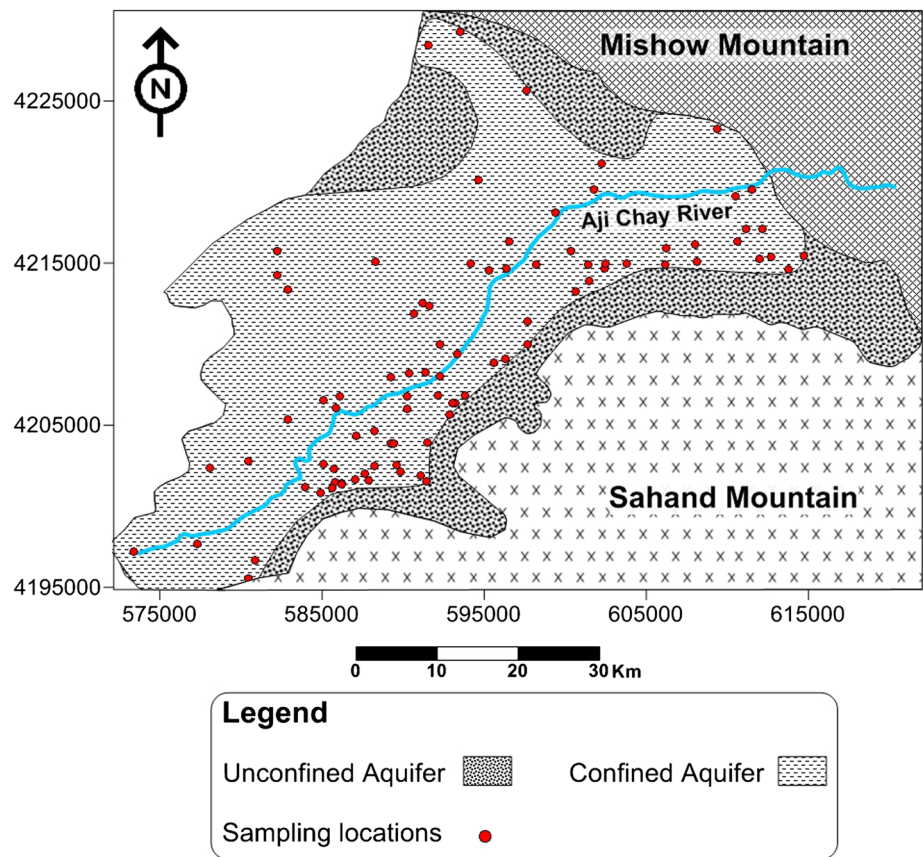 Mishow Mountain
N
4225000
Aji Chay River
4215000
4205000
Sahand Mountain
4195000
575000 585000 595000 605000 615000
0 10 20 30 Km
Legend
Unconfined Aquifer Confined Aquifer
Sampling locations